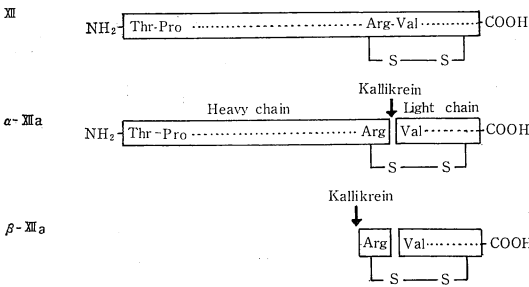 XII
NH₂ Thr-Pro Arg-Val COOH
S S
Kallikrein
α-XIIa Heavy chain Light chain
NH₂ Thr-Pro Arg Val COOH
S S
Kallikrein
β-XIIa
Arg Val COOH
S S